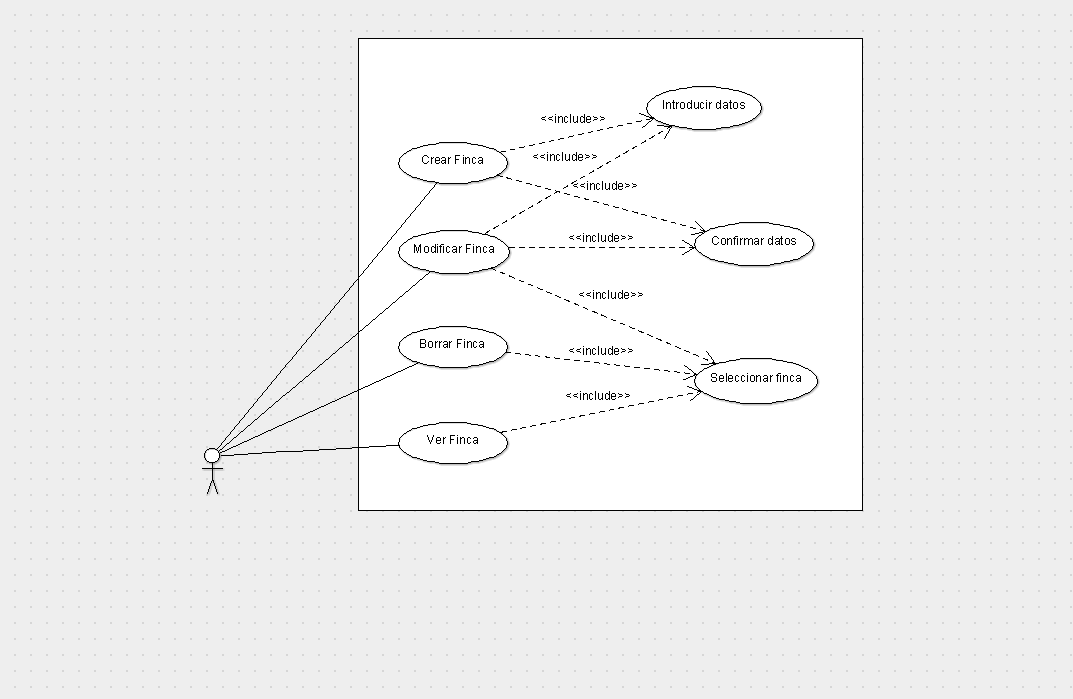 Introducir datos
<<include>>
Crear Finca
<<include>>
<<include>>
Modificar Finca
<<include>>
Confirmar datos
<<include>>
Borrar Finca
<<include>>
Seleccionar finca
<<include>>
Ver Finca